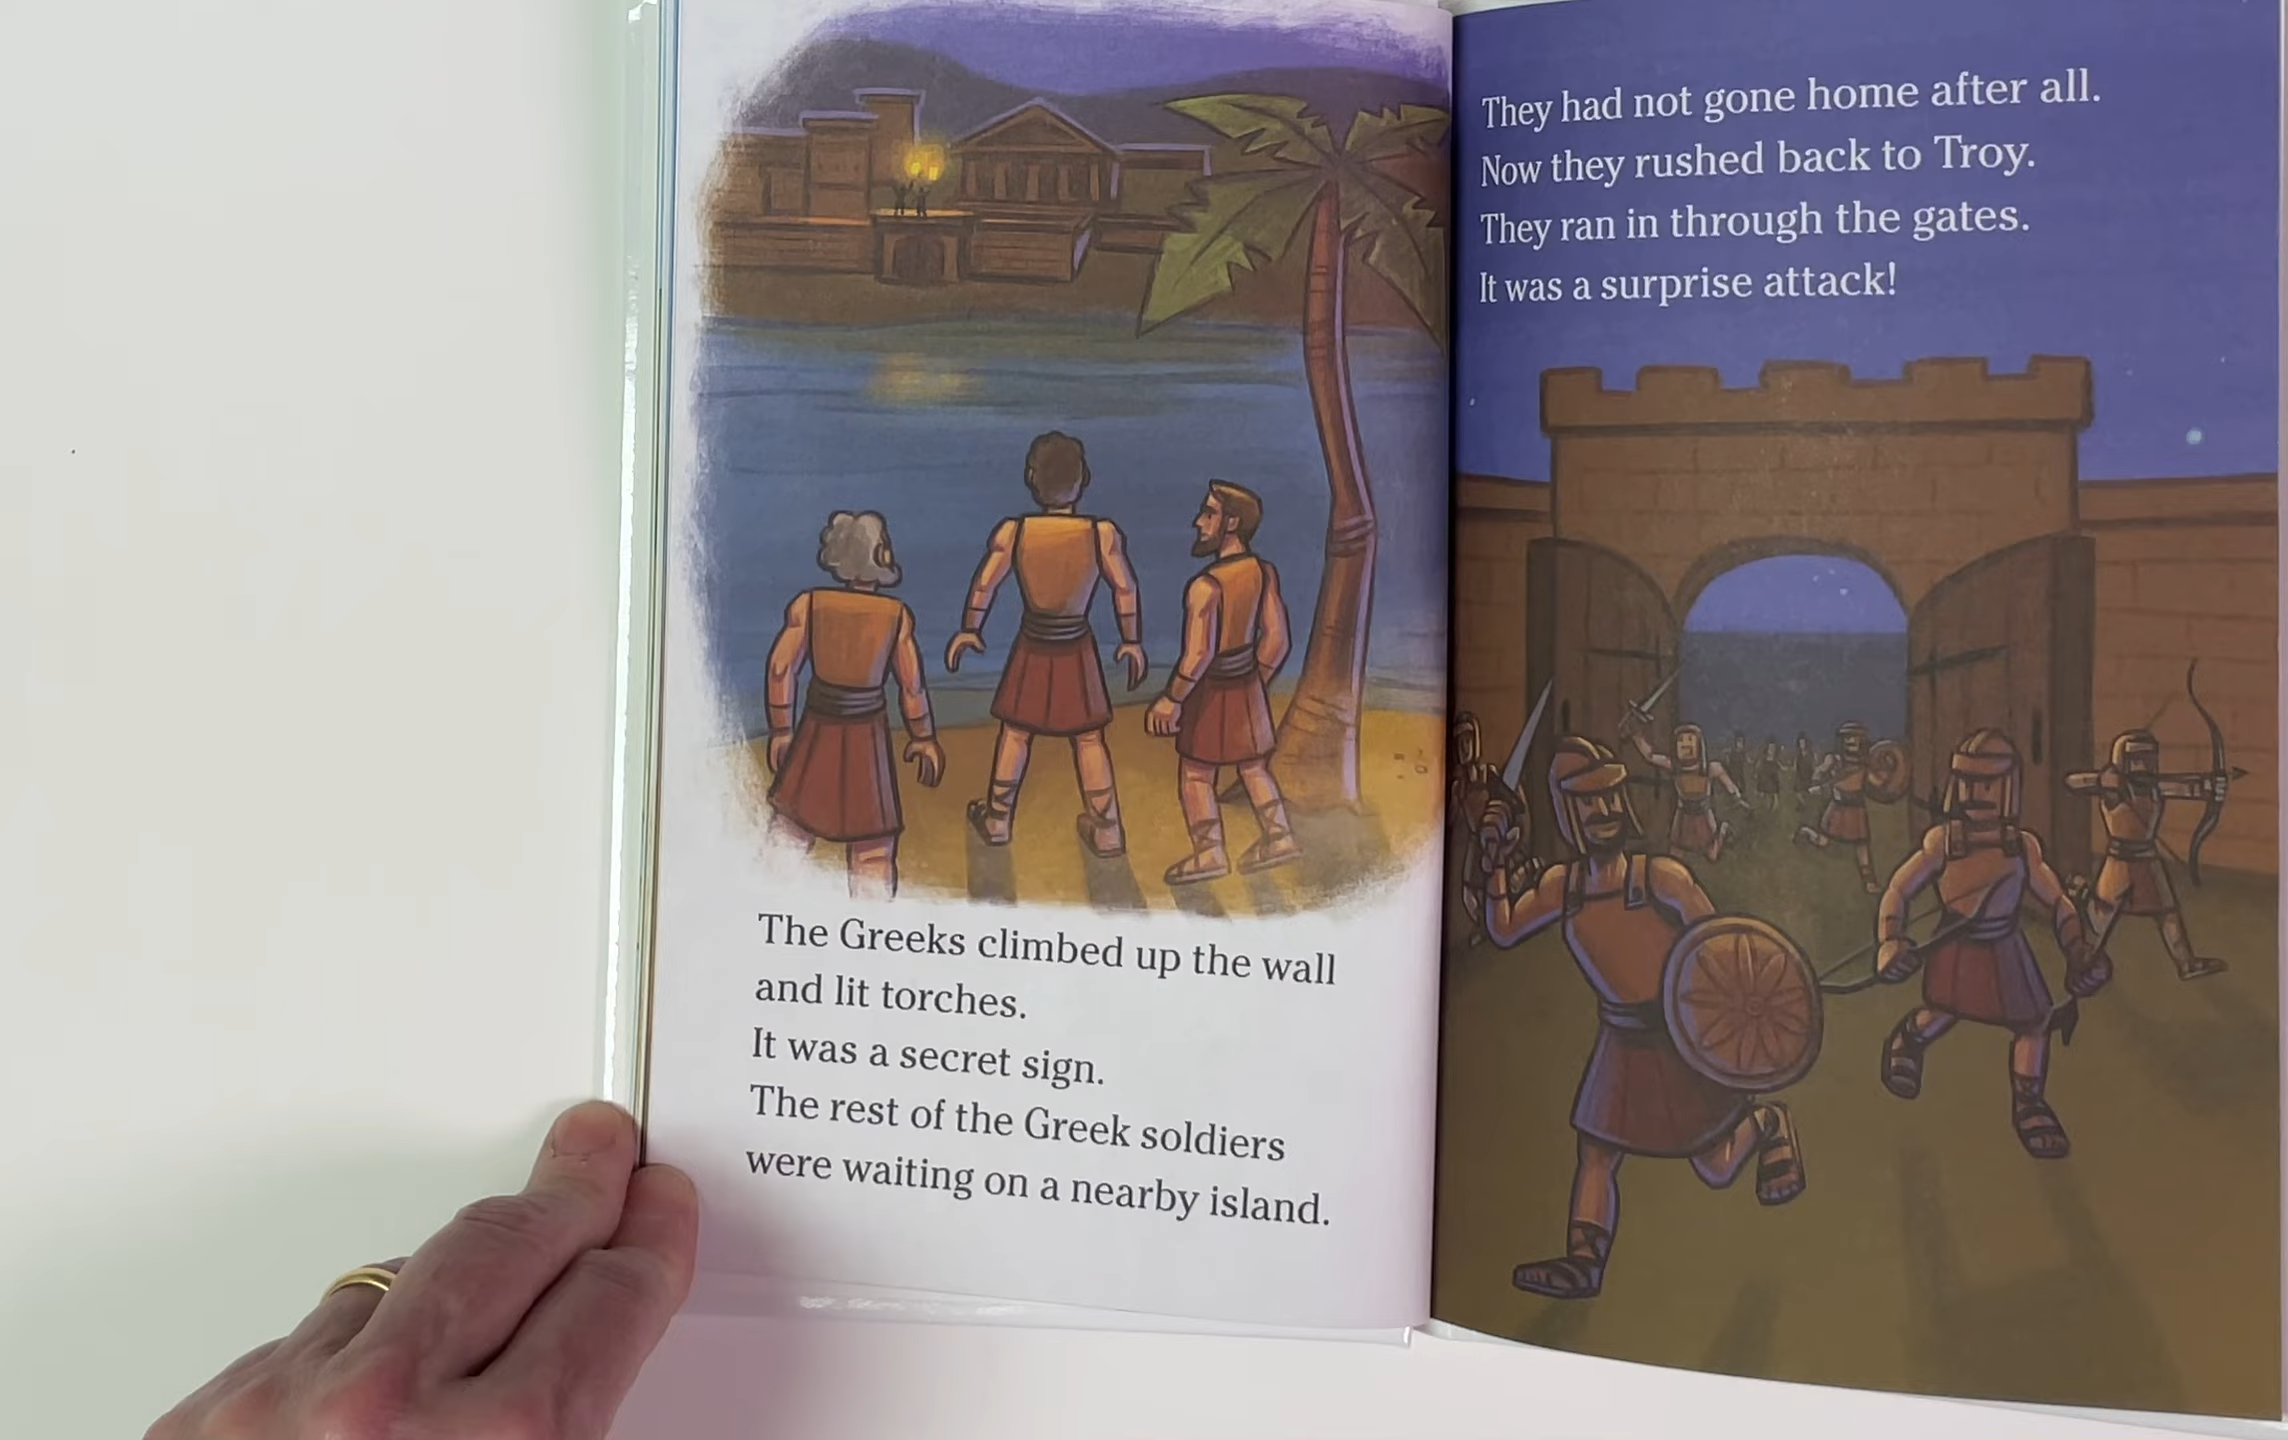 The Greeks climbed up the wall
and lit torches.
It was a secret sign.
The rest of the Greek soldiers
were waiting on a nearby island.
They had not gone home after all.
Now they rushed back to Troy.
They ran in through the gates.
It was a surprise attack!